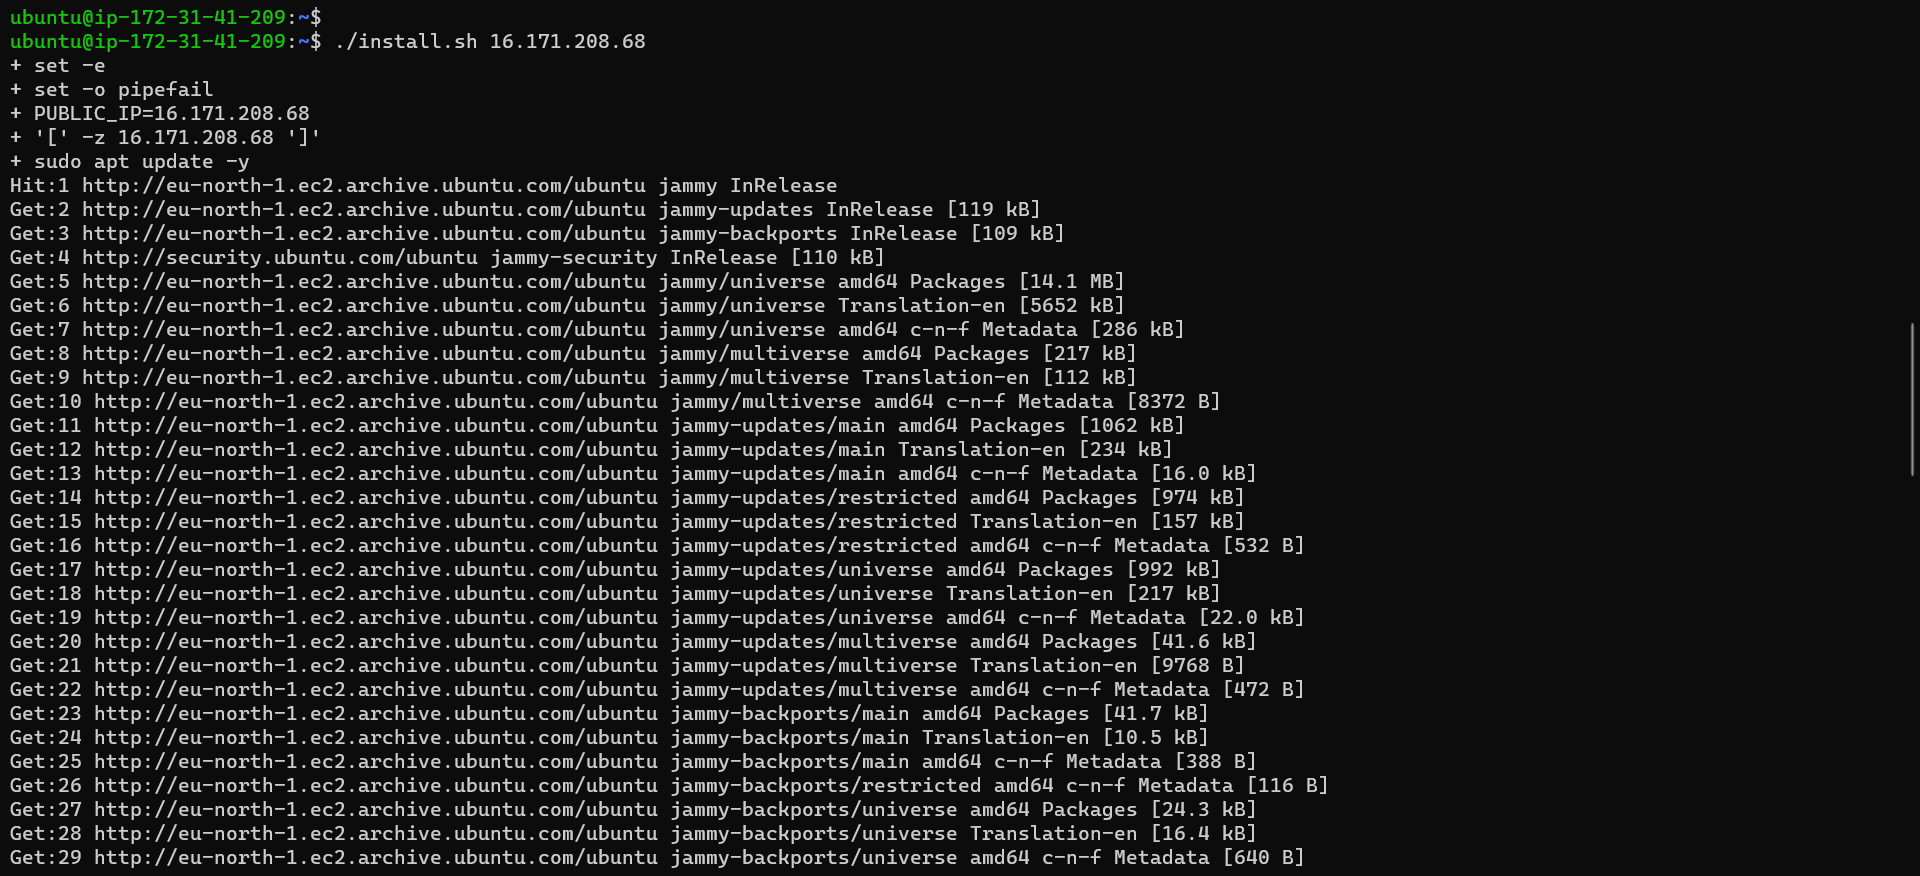 ubuntu@ip-172-31-41-209:~$
ubuntu@ip-172-31-41-209:~$ ./install.sh 16.171.208.68
+ set -e
+ set -o pipefail
+ PUBLIC_IP=16.171.208.68
+ '[' -z 16.171.208.68 ']'
+ sudo apt update -y
Hit:1 http://eu-north-1.ec2.archive.ubuntu.com/ubuntu jammy InRelease
Get:2 http://eu-north-1.ec2.archive.ubuntu.com/ubuntu jammy-updates InRelease [119 kB]
Get:3 http://eu-north-1.ec2.archive.ubuntu.com/ubuntu jammy-backports InRelease [109 kB]
Get:4 http://security.ubuntu.com/ubuntu jammy-security InRelease [110 kB]
Get:5 http://eu-north-1.ec2.archive.ubuntu.com/ubuntu jammy/universe amd64 Packages [14.1 MB]
Get:6 http://eu-north-1.ec2.archive.ubuntu.com/ubuntu jammy/universe Translation-en [5652 kB]
Get:7 http://eu-north-1.ec2.archive.ubuntu.com/ubuntu jammy/universe amd64 c-n-f Metadata [286 kB]
Get:8 http://eu-north-1.ec2.archive.ubuntu.com/ubuntu jammy/multiverse amd64 Packages [217 kB]
Get:9 http://eu-north-1.ec2.archive.ubuntu.com/ubuntu jammy/multiverse Translation-en [112 kB]
Get:10 http://eu-north-1.ec2.archive.ubuntu.com/ubuntu jammy/multiverse amd64 c-n-f Metadata [8372 B]
Get:11 http://eu-north-1.ec2.archive.ubuntu.com/ubuntu jammy-updates/main amd64 Packages [1062 kB]
Get:12 http://eu-north-1.ec2.archive.ubuntu.com/ubuntu jammy-updates/main Translation-en [234 kB]
Get:13 http://eu-north-1.ec2.archive.ubuntu.com/ubuntu jammy-updates/main amd64 c-n-f Metadata [16.0 kB]
Get:14 http://eu-north-1.ec2.archive.ubuntu.com/ubuntu jammy-updates/restricted amd64 Packages [974 kB]
Get:15 http://eu-north-1.ec2.archive.ubuntu.com/ubuntu jammy-updates/restricted Translation-en [157 kB]
Get:16 http://eu-north-1.ec2.archive.ubuntu.com/ubuntu jammy-updates/restricted amd64 c-n-f Metadata [532 B]
Get:17 http://eu-north-1.ec2.archive.ubuntu.com/ubuntu jammy-updates/universe amd64 Packages [992 kB]
Get:18 http://eu-north-1.ec2.archive.ubuntu.com/ubuntu jammy-updates/universe Translation-en [217 kB]
Get:19 http://eu-north-1.ec2.archive.ubuntu.com/ubuntu jammy-updates/universe amd64 c-n-f Metadata [22.0 kB]
Get:20 http://eu-north-1.ec2.archive.ubuntu.com/ubuntu jammy-updates/multiverse amd64 Packages [41.6 kB]
Get:21 http://eu-north-1.ec2.archive.ubuntu.com/ubuntu jammy-updates/multiverse Translation-en [9768 B]
Get:22 http://eu-north-1.ec2.archive.ubuntu.com/ubuntu jammy-updates/multiverse amd64 c-n-f Metadata [472 B]
Get:23 http://eu-north-1.ec2.archive.ubuntu.com/ubuntu jammy-backports/main amd64 Packages [41.7 kB]
Get:24 http://eu-north-1.ec2.archive.ubuntu.com/ubuntu jammy-backports/main Translation-en [10.5 kB]
Get:25 http://eu-north-1.ec2.archive.ubuntu.com/ubuntu jammy-backports/main amd64 c-n-f Metadata [388 B]
Get:26 http://eu-north-1.ec2.archive.ubuntu.com/ubuntu jammy-backports/restricted amd64 c-n-f Metadata [116 B]
Get:27 http://eu-north-1.ec2.archive.ubuntu.com/ubuntu jammy-backports/universe amd64 Packages [24.3 kB]
Get:28 http://eu-north-1.ec2.archive.ubuntu.com/ubuntu jammy-backports/universe Translation-en [16.4 kB]
Get:29 http://eu-north-1.ec2.archive.ubuntu.com/ubuntu jammy-backports/universe amd64 c-n-f Metadata [640 B]